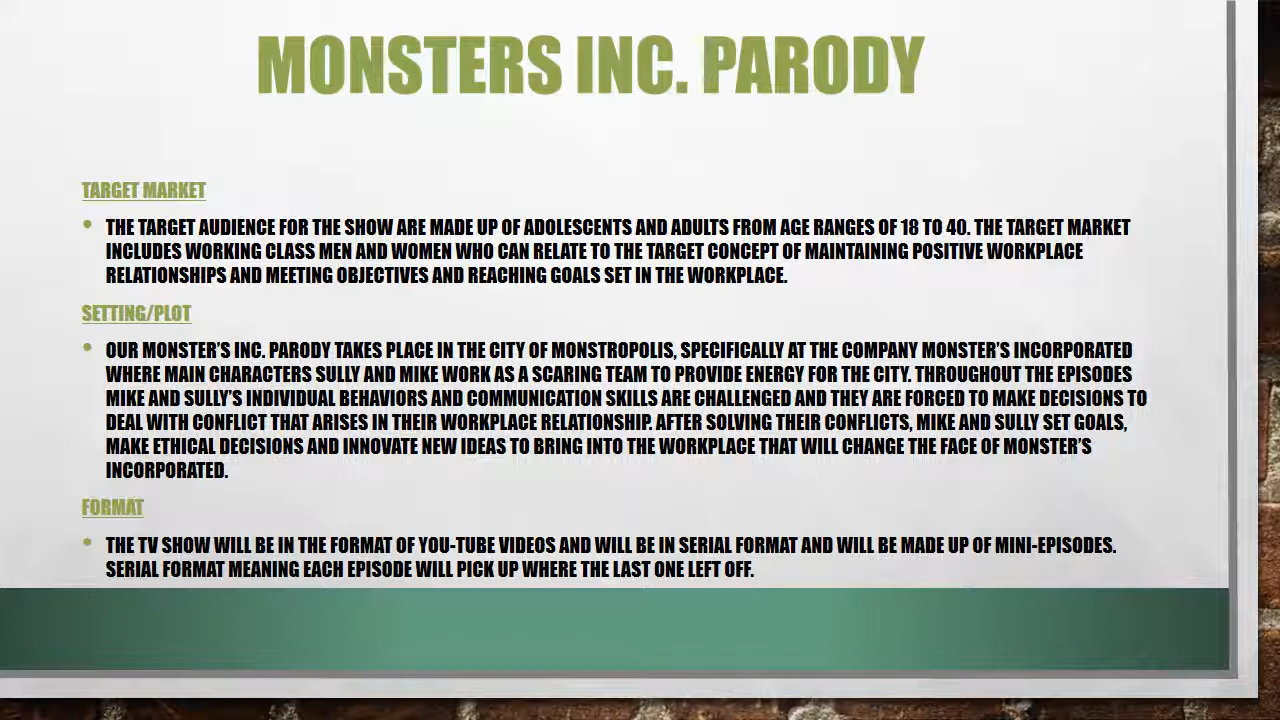 MONSTERS INC. PARODY
TARGET MARKET
• THE TARGET AUDIENCE FOR THE SHOW ARE MADE UP OF ADOLESCENTS AND ADULTS FROM AGE RANGES OF 18 TO 40. THE TARGET MARKET
INCLUDES WORKING CLASS MEN AND WOMEN WHO CAN RELATE TO THE TARGET CONCEPT OF MAINTAINING POSITIVE WORKPLACE
RELATIONSHIPS AND MEETING OBJECTIVES AND REACHING GOALS SET IN THE WORKPLACE.
SETTING/PLOT
• OUR MONSTER'S INC. PARODY TAKES PLACE IN THE CITY OF MONSTROPOLIS, SPECIFICALLY AT THE COMPANY MONSTER'S INCORPORATED
WHERE MAIN CHARACTERS SULLY AND MIKE WORK AS A SCARING TEAM TO PROVIDE ENERGY FOR THE CITY. THROUGHOUT THE EPISODES
MIKE AND SULLY'S INDIVIDUAL BEHAVIORS AND COMMUNICATION SKILLS ARE CHALLENGED AND THEY ARE FORCED TO MAKE DECISIONS TO
DEAL WITH CONFLICT THAT ARISES IN THEIR WORKPLACE RELATIONSHIP. AFTER SOLVING THEIR CONFLICTS, MIKE AND SULLY SET GOALS,
MAKE ETHICAL DECISIONS AND INNOVATE NEW IDEAS TO BRING INTO THE WORKPLACE THAT WILL CHANGE THE FACE OF MONSTER'S
INCORPORATED.
FORMAT
• THE TV SHOW WILL BE IN THE FORMAT OF YOU-TUBE VIDEOS AND WILL BE IN SERIAL FORMAT AND WILL BE MADE UP OF MINI-EPISODES.
SERIAL FORMAT MEANING EACH EPISODE WILL PICK UP WHERE THE LAST ONE LEFT OFF.